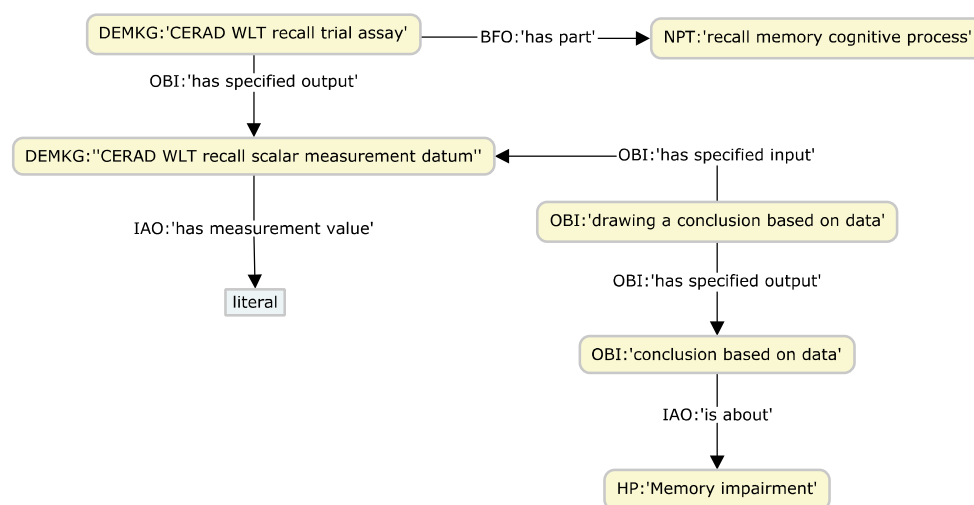 DEMKG:'CERAD WLT recall trial assay'
BFO:'has part'
NPT:'recall memory cognitive process'
OBI:'has specified output'
DEMKG:''CERAD WLT recall scalar measurement datum''
OBI:'has specified input'
IAO:'has measurement value'
OBI:'drawing a conclusion based on data'
literal
OBI:'has specified output'
OBI:'conclusion based on data'
IAO:'is about'
HP:'Memory impairment'